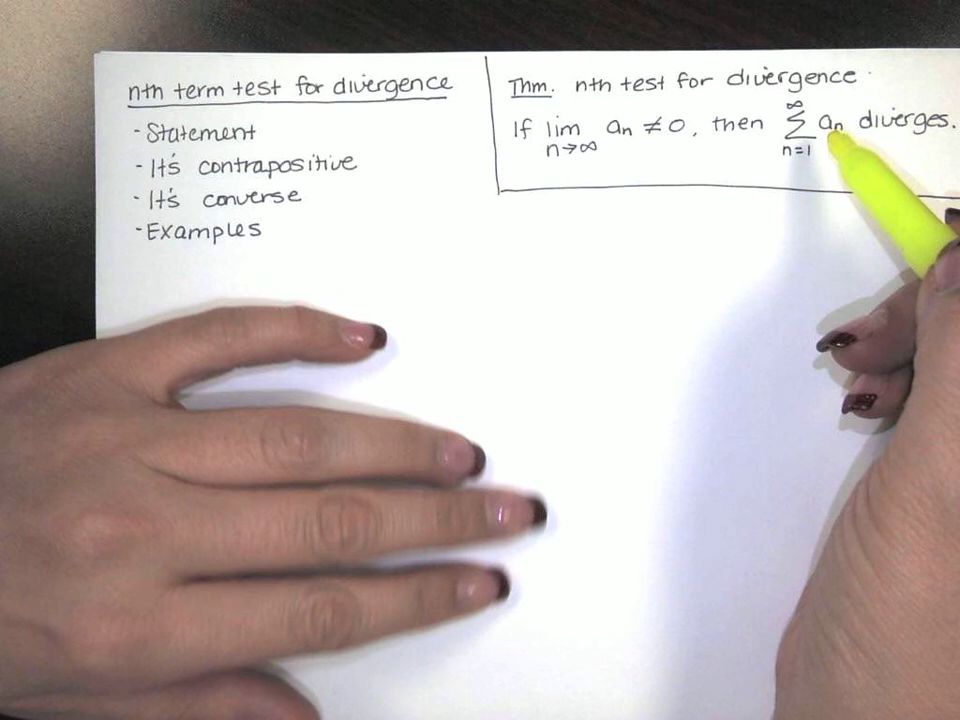 nth term test for divergence
- Statement
- It's contrapositive
- It's converse
- Examples
Thm. nth test for divergence
If lim n→∞ an ≠ 0, then ∞ Σ n=1 an diverges.